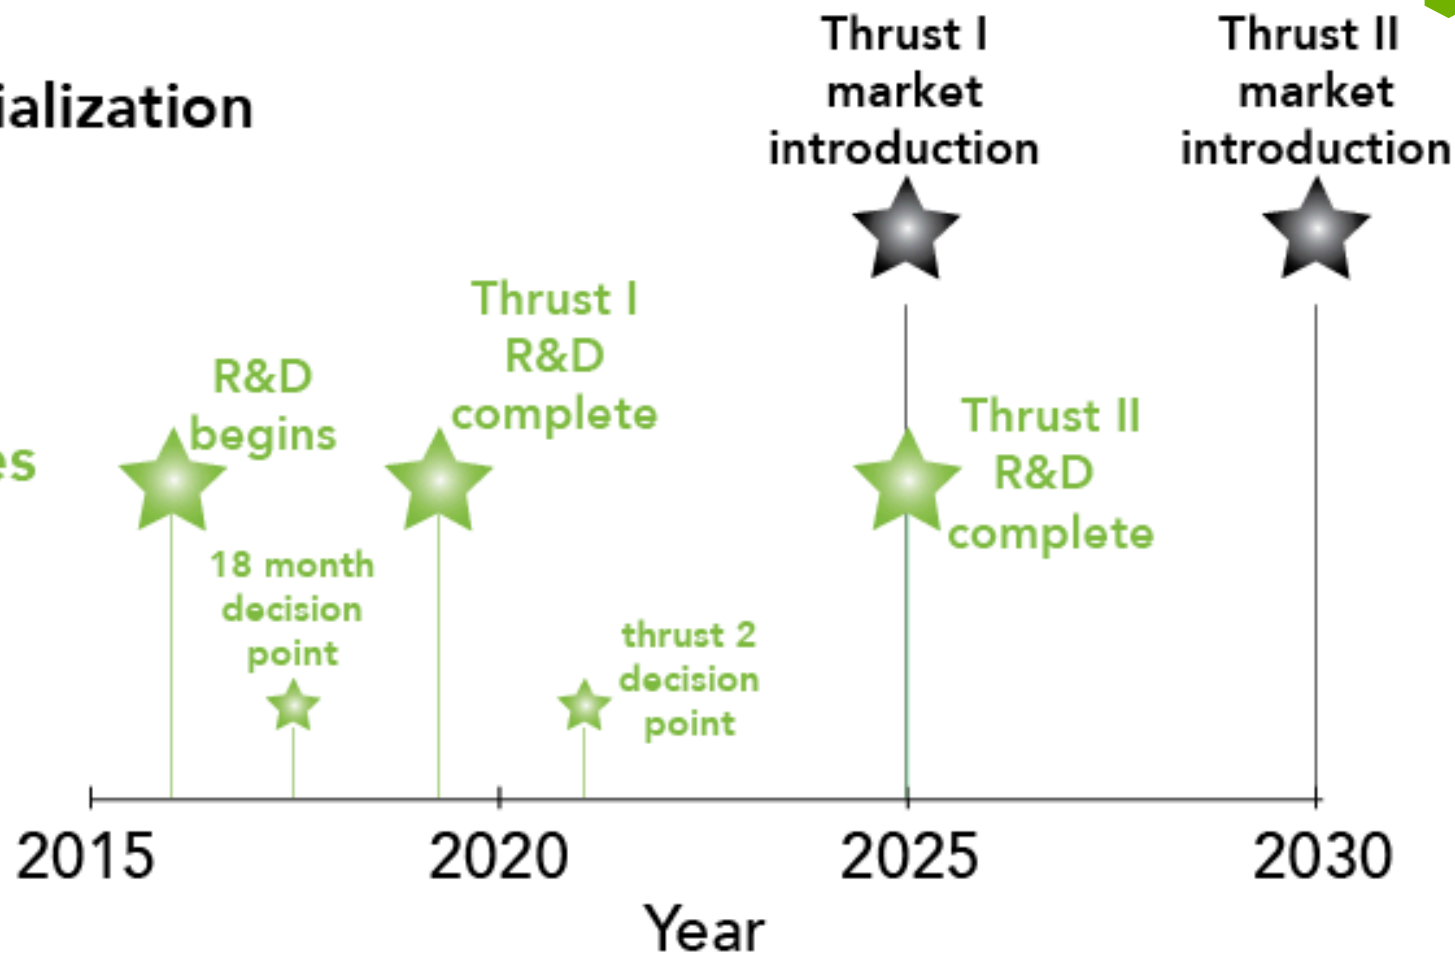 Thrust I
market
introduction
Thrust II
market
introduction
ialization
Thrust I
R&D
complete
R&D
begins
es
Thrust II
R&D
complete
18 month
decision
point
thrust 2
decision
point
2015
2020
2025
2030
Year